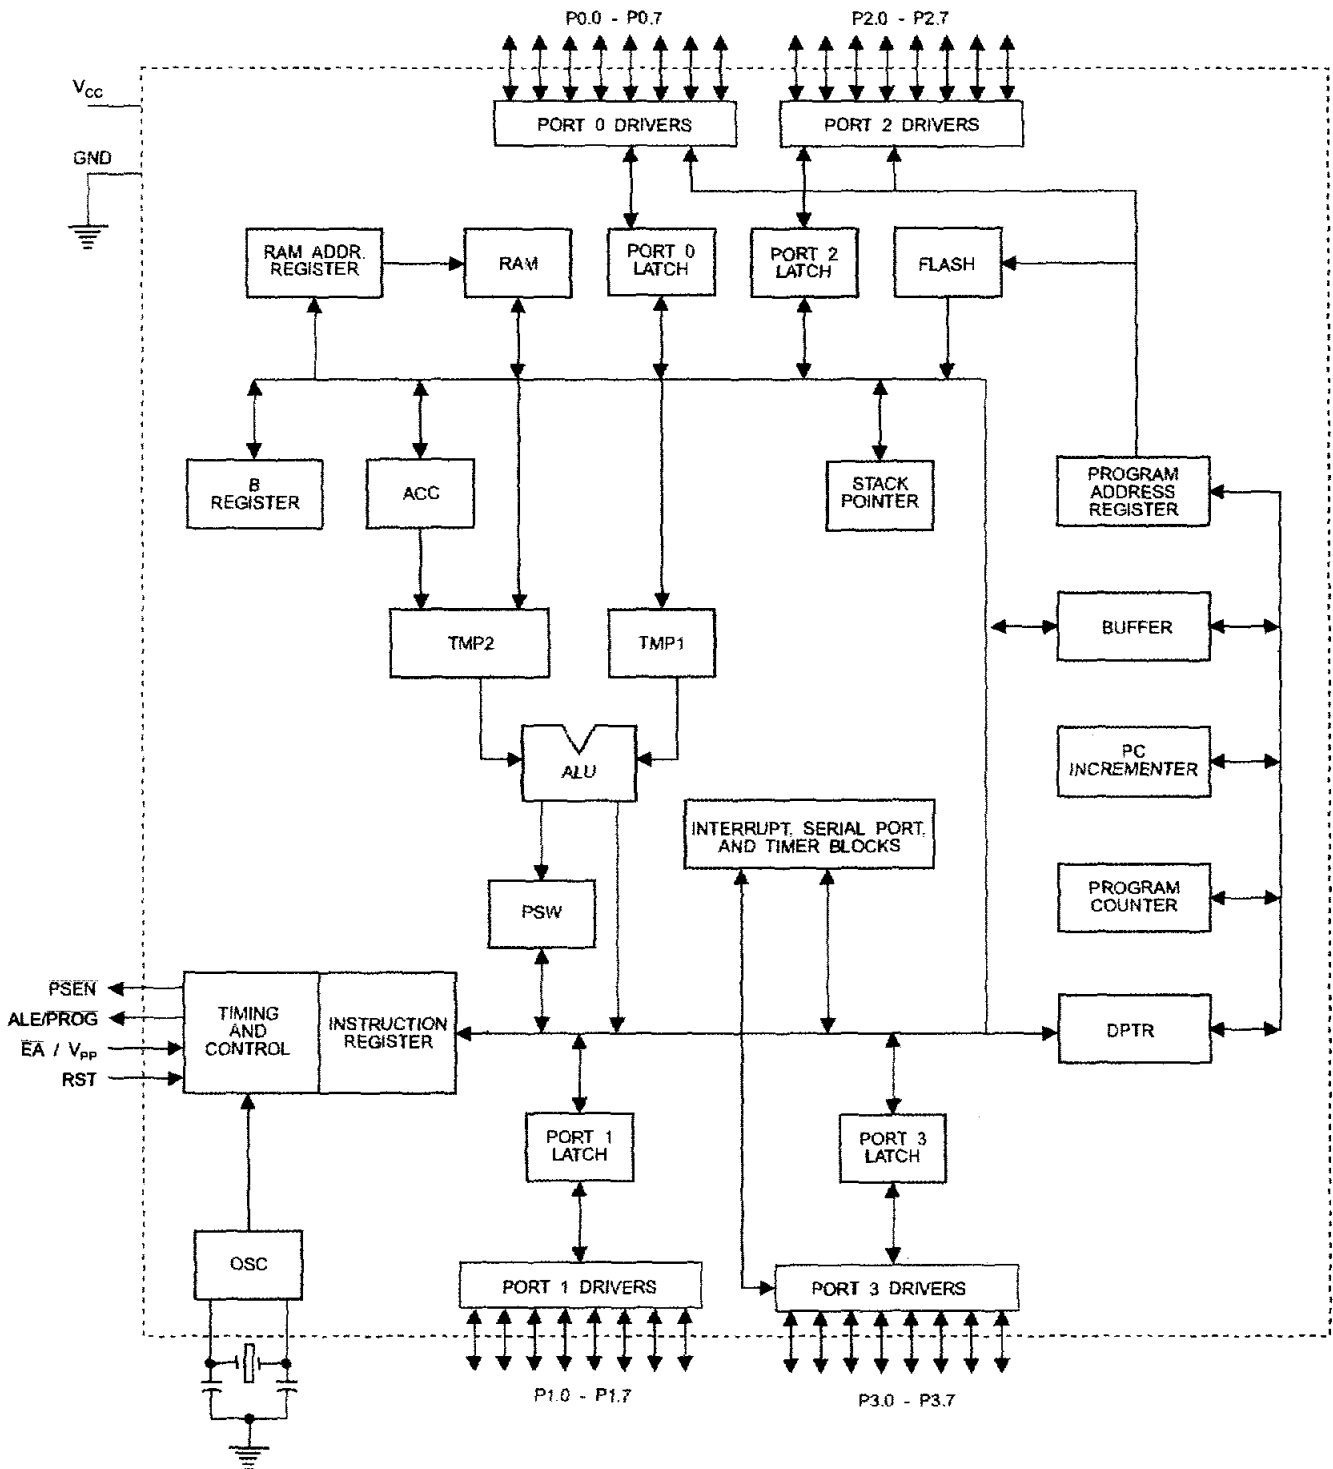 P0.0 - P0.7
P2.0 - P2.7
VCC
GND
PORT 0 DRIVERS
PORT 2 DRIVERS
RAM ADDR.
REGISTER
RAM
PORT 0
LATCH
PORT 2
LATCH
FLASH
B
REGISTER
ACC
STACK
POINTER
PROGRAM
ADDRESS
REGISTER
TMP2
TMP1
BUFFER
ALU
PC
INCREMENTER
INTERRUPT, SERIAL PORT,
AND TIMER BLOCKS
PSW
PROGRAM
COUNTER
P̅S̅E̅N̅
ALE/P̅R̅O̅G̅
E̅A̅ / VPP
RST
TIMING
AND
CONTROL
INSTRUCTION
REGISTER
DPTR
PORT 1
LATCH
PORT 3
LATCH
OSC
PORT 1 DRIVERS
PORT 3 DRIVERS
P1.0 - P1.7
P3.0 - P3.7